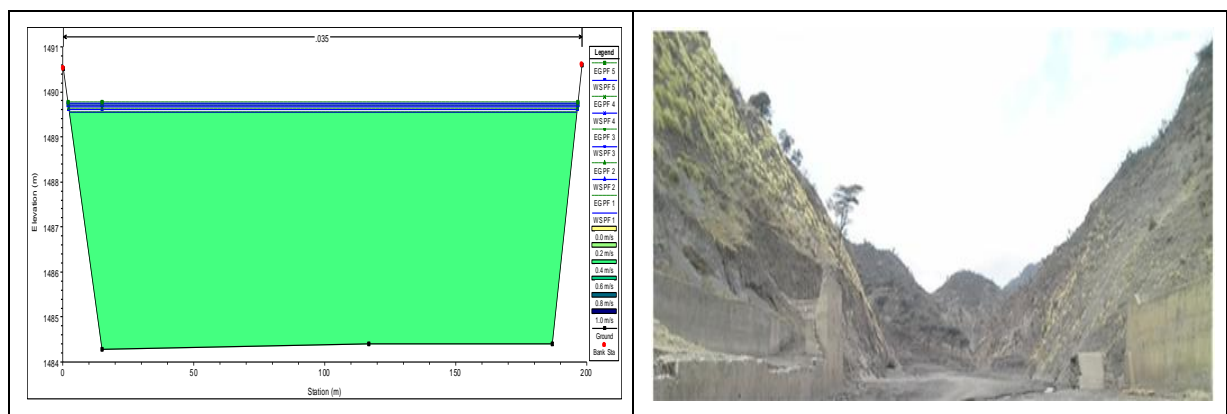 .035
Elevation (m)
1491
1490
1489
1488
1487
1486
1485
1484
0 50 100 150 200
Station (m)
Legend
EG PF 5
WS PF 5
EG PF 4
WS PF 4
EG PF 3
WS PF 3
EG PF 2
WS PF 2
EG PF 1
WS PF 1
0.0 m/s
0.2 m/s
0.4 m/s
0.6 m/s
0.8 m/s
1.0 m/s
Ground
Bank Sta